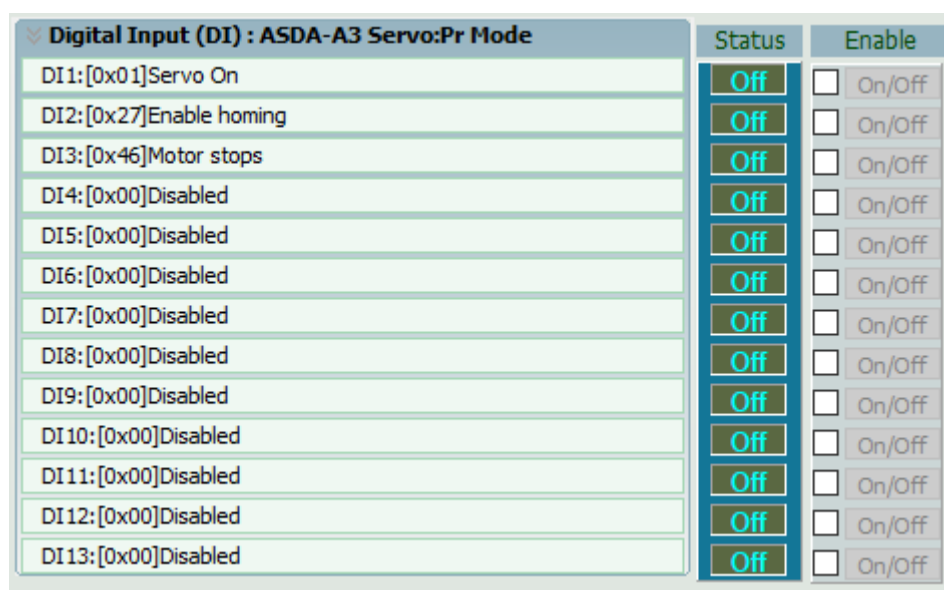 Digital Input (DI) : ASDA-A3 Servo:Pr Mode Status Enable
DI1:[0x01]Servo On Off On/Off
DI2:[0x27]Enable homing Off On/Off
DI3:[0x46]Motor stops Off On/Off
DI4:[0x00]Disabled Off On/Off
DI5:[0x00]Disabled Off On/Off
DI6:[0x00]Disabled Off On/Off
DI7:[0x00]Disabled Off On/Off
DI8:[0x00]Disabled Off On/Off
DI9:[0x00]Disabled Off On/Off
DI10:[0x00]Disabled Off On/Off
DI11:[0x00]Disabled Off On/Off
DI12:[0x00]Disabled Off On/Off
DI13:[0x00]Disabled Off On/Off